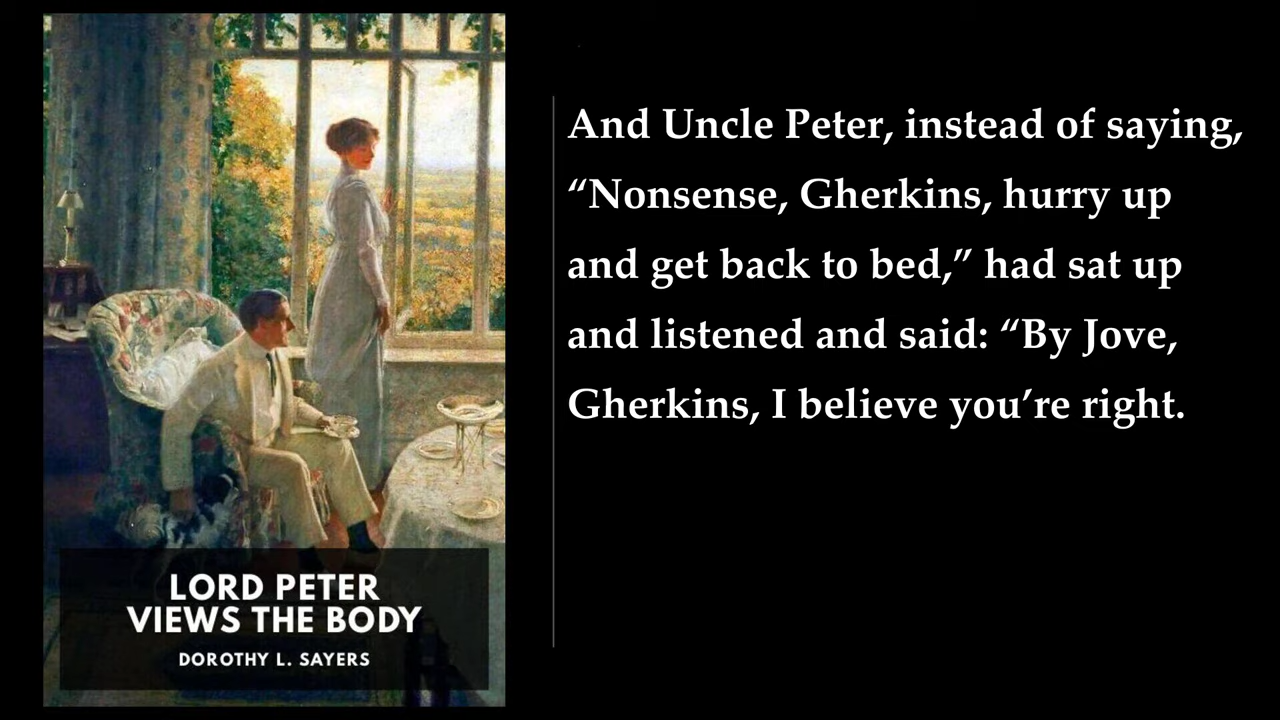 And Uncle Peter, instead of saying,
“Nonsense, Gherkins, hurry up
and get back to bed,” had sat up
and listened and said: “By Jove,
Gherkins, I believe you’re right.
LORD PETER
VIEWS THE BODY
DOROTHY L. SAYERS